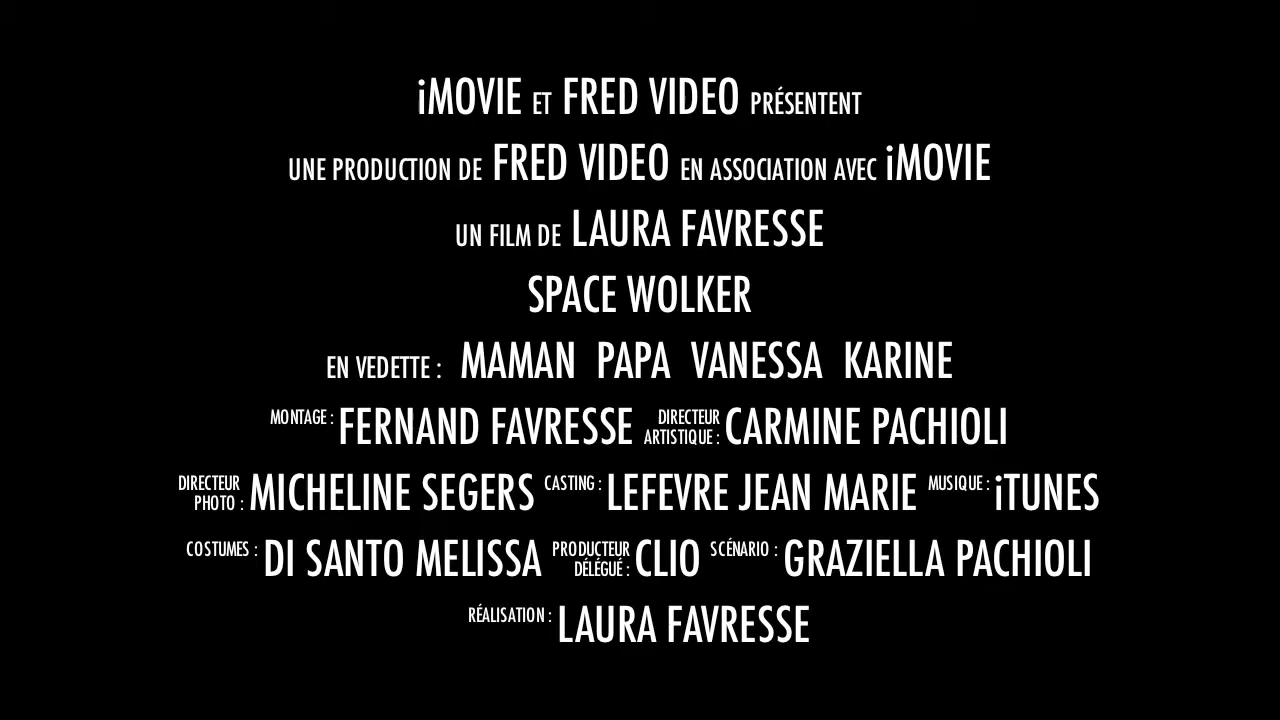 iMOVIE ET FRED VIDEO PRÉSENTENT
UNE PRODUCTION DE FRED VIDEO EN ASSOCIATION AVEC iMOVIE
UN FILM DE LAURA FAVRESSE
SPACE WOLKER
EN VEDETTE : MAMAN PAPA VANESSA KARINE
MONTAGE : FERNAND FAVRESSE DIRECTEUR ARTISTIQUE : CARMINE PACHIOLI
DIRECTEUR PHOTO : MICHELINE SEGERS CASTING : LEFEVRE JEAN MARIE MUSIQUE : iTUNES
COSTUMES : DI SANTO MELISSA PRODUCTEUR DÉLÉGUÉ : CLIO SCÉNARIO : GRAZIELLA PACHIOLI
RÉALISATION : LAURA FAVRESSE